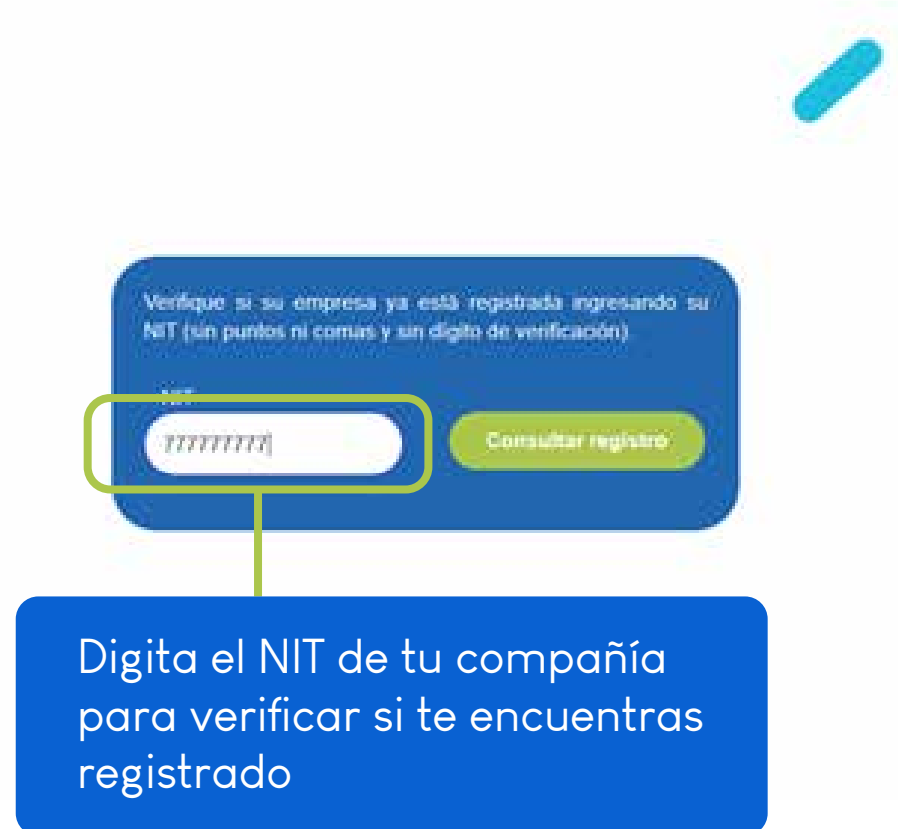 Verifique si su empresa ya está registrada ingresando su
NIT (sin puntos ni comas y sin digito de verificación)
NIT
777777777
Consultar registro
Digita el NIT de tu compañía
para verificar si te encuentras
registrado